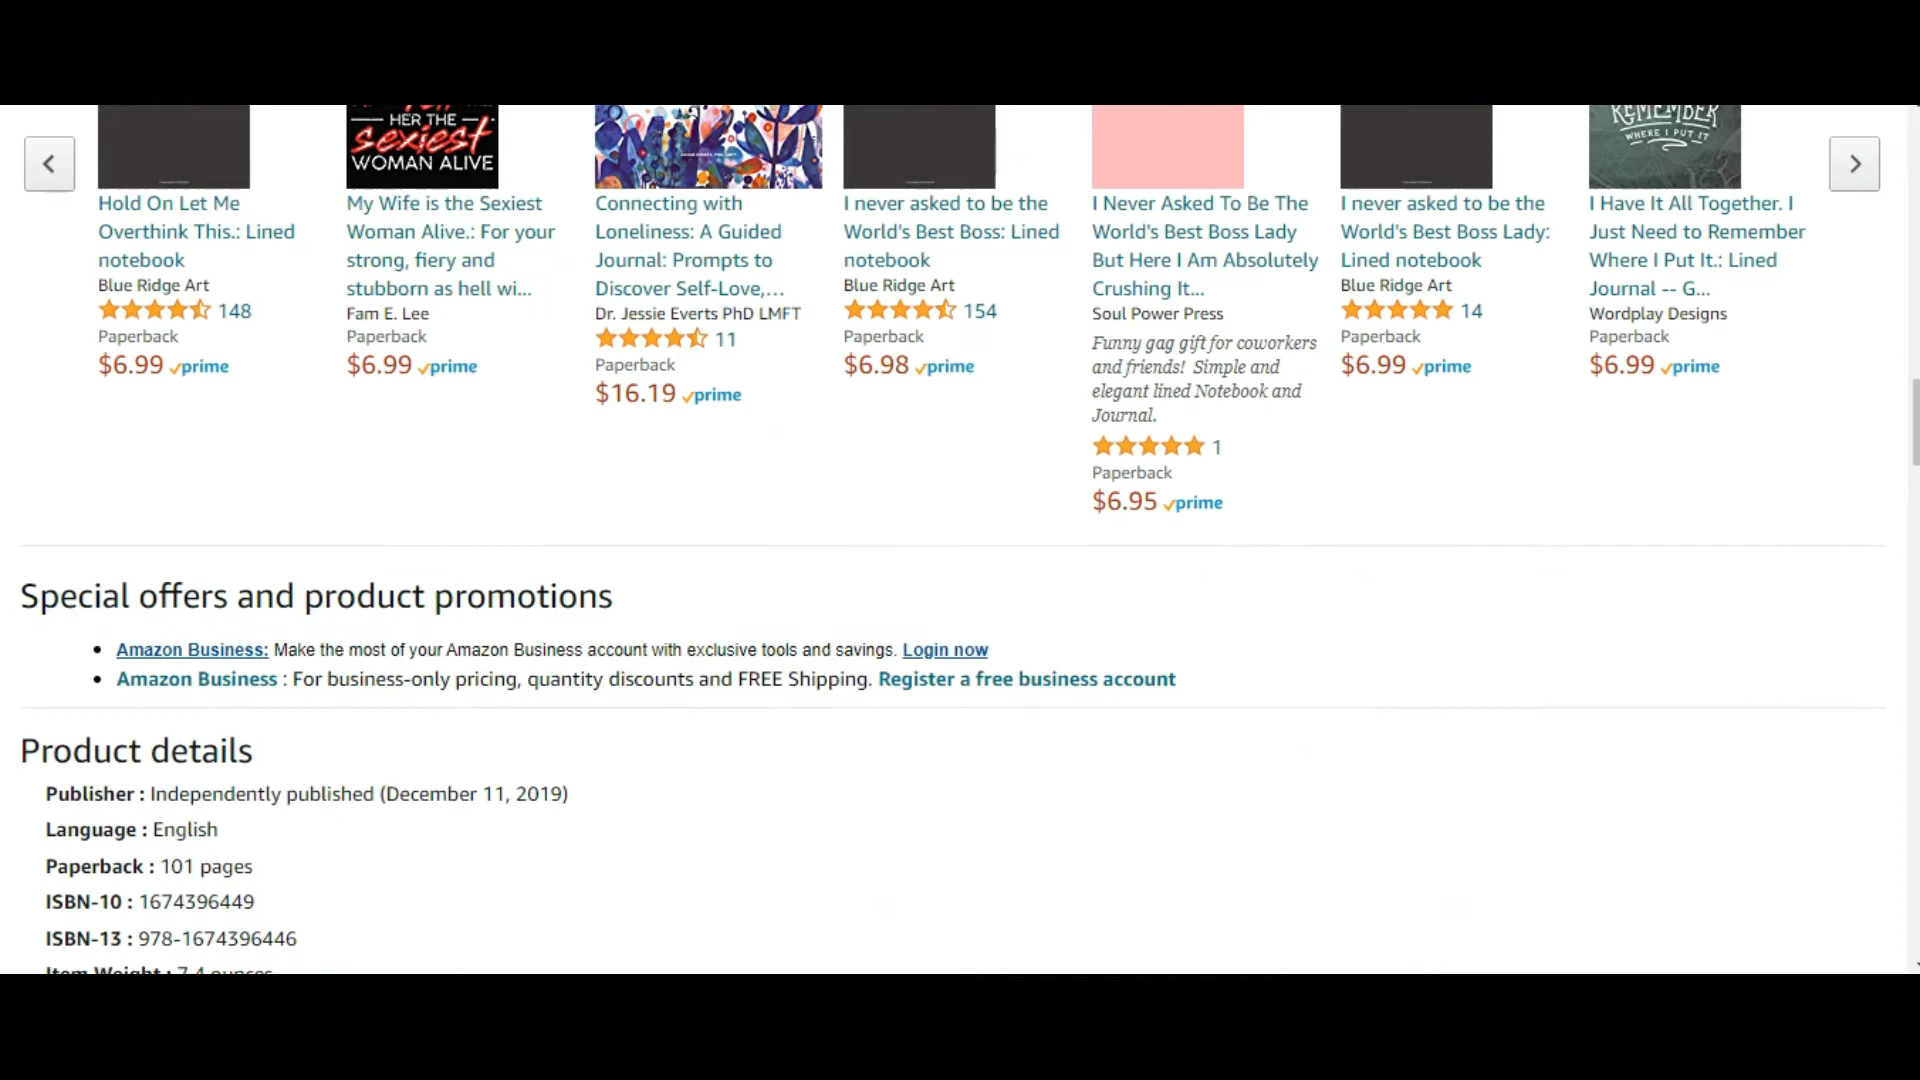 HER THE
sexiest
WOMAN ALIVE
REMEMBER
WHERE I PUT IT
Hold On Let Me
Overthink This.: Lined
notebook
Blue Ridge Art
148
Paperback
$6.99 prime
My Wife is the Sexiest
Woman Alive.: For your
strong, fiery and
stubborn as hell wi...
Fam E. Lee
Paperback
$6.99 prime
Connecting with
Loneliness: A Guided
Journal: Prompts to
Discover Self-Love,...
Dr. Jessie Everts PhD LMFT
11
Paperback
$16.19 prime
I never asked to be the
World's Best Boss: Lined
notebook
Blue Ridge Art
154
Paperback
$6.98 prime
I Never Asked To Be The
World's Best Boss Lady
But Here I Am Absolutely
Crushing It...
Soul Power Press
Funny gag gift for coworkers
and friends! Simple and
elegant lined Notebook and
Journal.
1
Paperback
$6.95 prime
I never asked to be the
World's Best Boss Lady:
Lined notebook
Blue Ridge Art
14
Paperback
$6.99 prime
I Have It All Together. I
Just Need to Remember
Where I Put It.: Lined
Journal -- G...
Wordplay Designs
Paperback
$6.99 prime
Special offers and product promotions
Amazon Business: Make the most of your Amazon Business account with exclusive tools and savings. Login now
Amazon Business : For business-only pricing, quantity discounts and FREE Shipping. Register a free business account
Product details
Publisher : Independently published (December 11, 2019)
Language : English
Paperback : 101 pages
ISBN-10 : 1674396449
ISBN-13 : 978-1674396446
Item Weight : 7.4 ounces